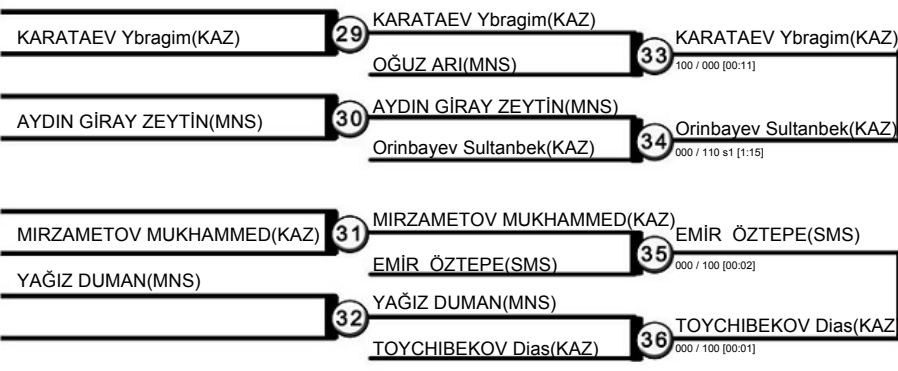 KARATAEV Ybragim(KAZ)
29
KARATAEV Ybragim(KAZ)
OĞUZ ARI(MNS)
33
KARATAEV Ybragim(KAZ)
100 / 000 [00:11]
AYDIN GİRAY ZEYTİN(MNS)
30
AYDIN GİRAY ZEYTİN(MNS)
Orinbayev Sultanbek(KAZ)
34
Orinbayev Sultanbek(KAZ)
000 / 110 s1 [1:15]
MIRZAMETOV MUKHAMMED(KAZ)
31
MIRZAMETOV MUKHAMMED(KAZ)
EMİR ÖZTEPE(SMS)
35
EMİR ÖZTEPE(SMS)
000 / 100 [00:02]
YAĞIZ DUMAN(MNS)
32
YAĞIZ DUMAN(MNS)
TOYCHIBEKOV Dias(KAZ)
36
TOYCHIBEKOV Dias(KAZ
000 / 100 [00:01]